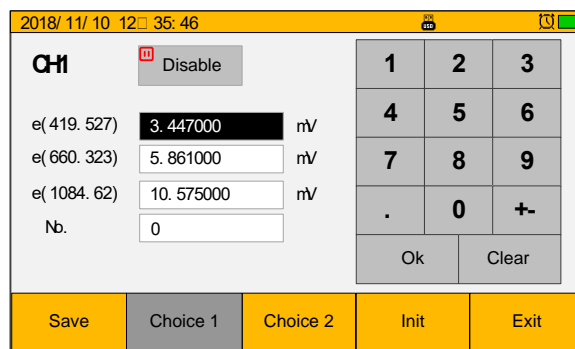 2018/ 11/ 10 12□ 35: 46
USD
CH1
Disable
e( 419. 527) 3. 447000 mV
e( 660. 323) 5. 861000 mV
e( 1084. 62) 10. 575000 mV
No. 0
1 2 3
4 5 6
7 8 9
. 0 +-
Ok Clear
Save Choice 1 Choice 2 Init Exit